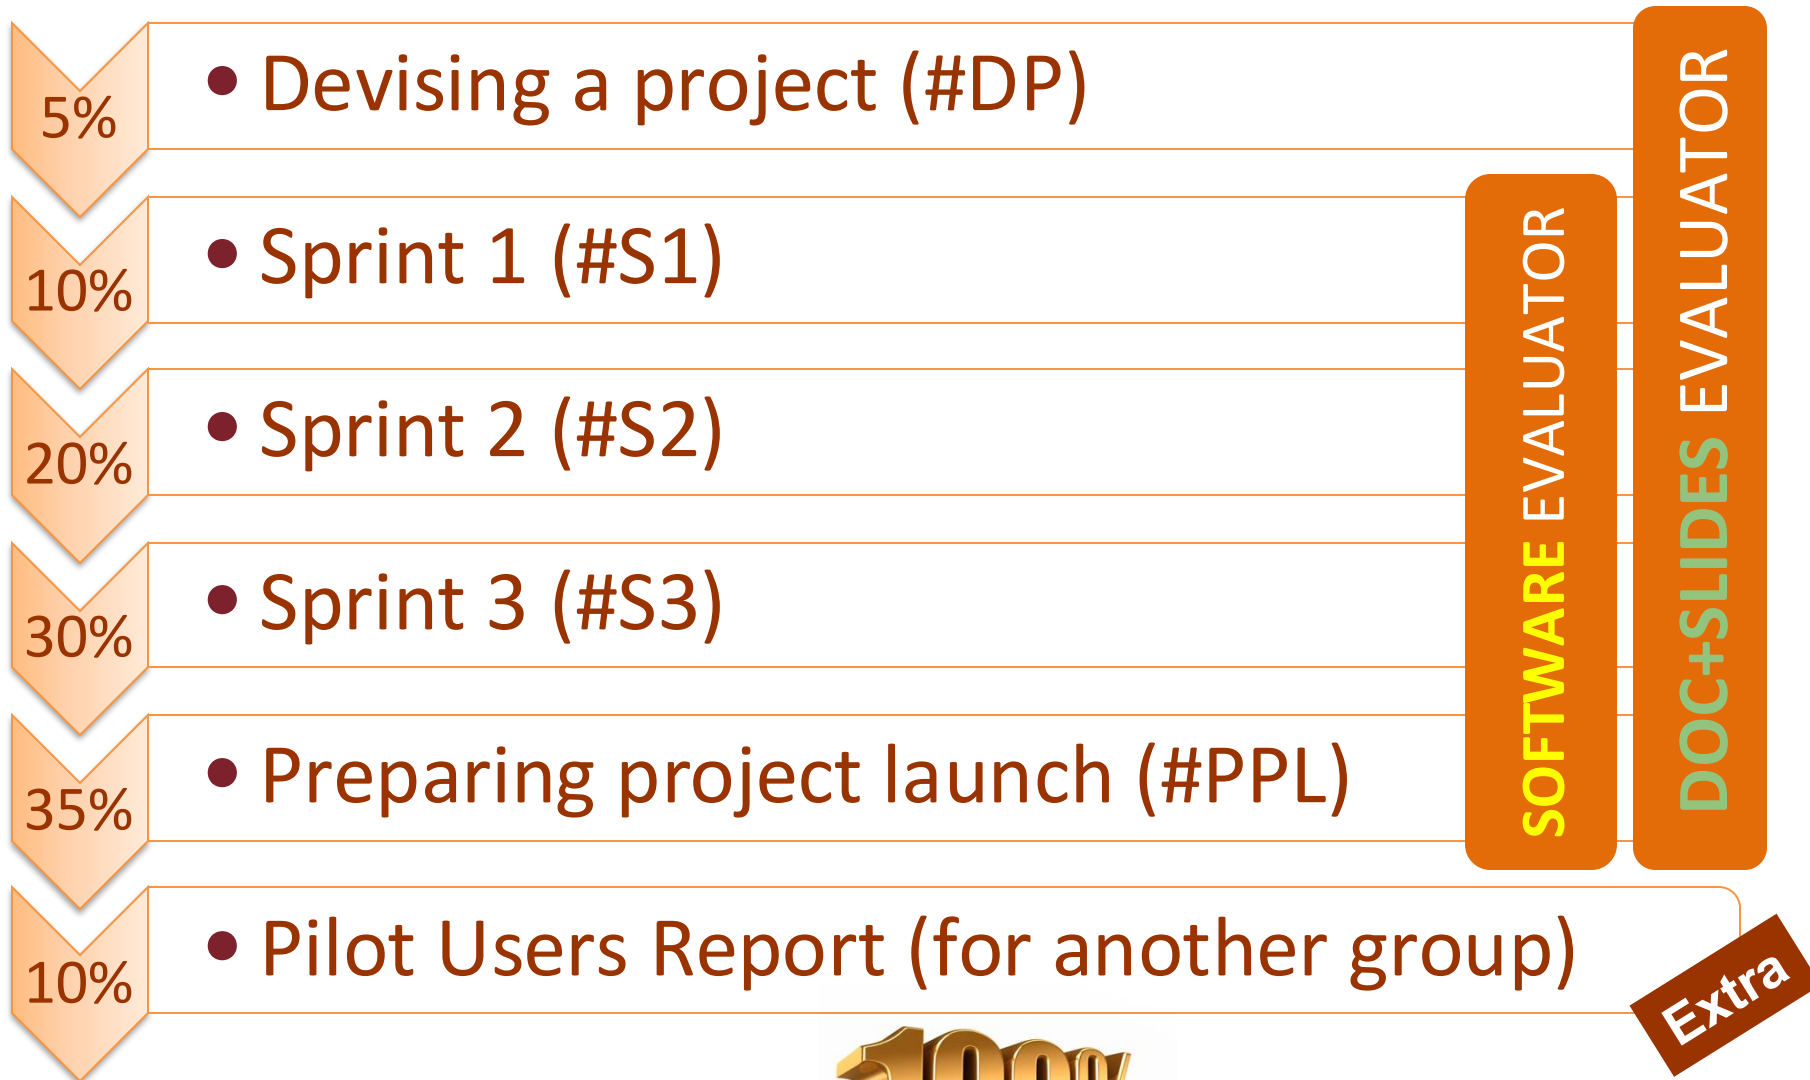 5%
• Devising a project (#DP)
10%
• Sprint 1 (#S1)
20%
• Sprint 2 (#S2)
30%
• Sprint 3 (#S3)
35%
• Preparing project launch (#PPL)
10%
• Pilot Users Report (for another group)
SOFTWARE EVALUATOR
DOC+SLIDES EVALUATOR
Extra
100%